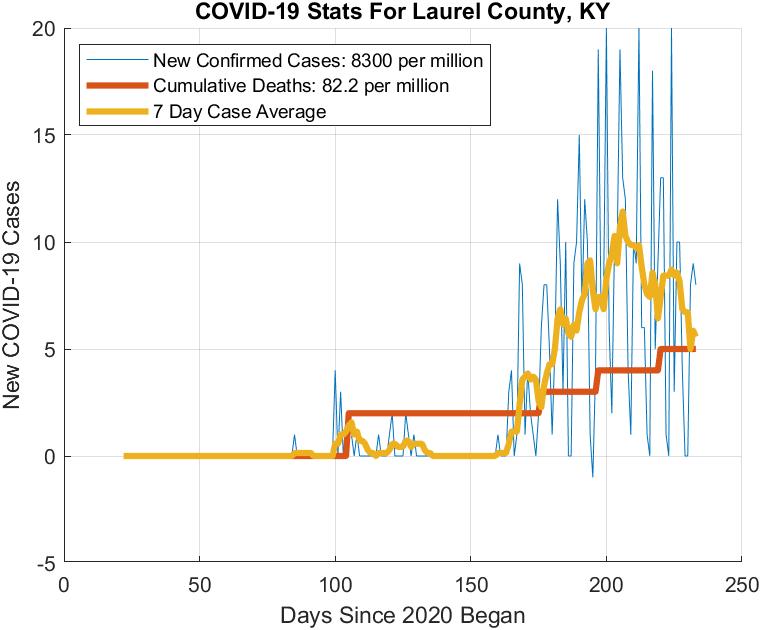 COVID-19 Stats For Laurel County, KY
New Confirmed Cases: 8300 per million
Cumulative Deaths: 82.2 per million
7 Day Case Average
New COVID-19 Cases
20
15
10
5
0
-5
0 50 100 150 200 250
Days Since 2020 Began